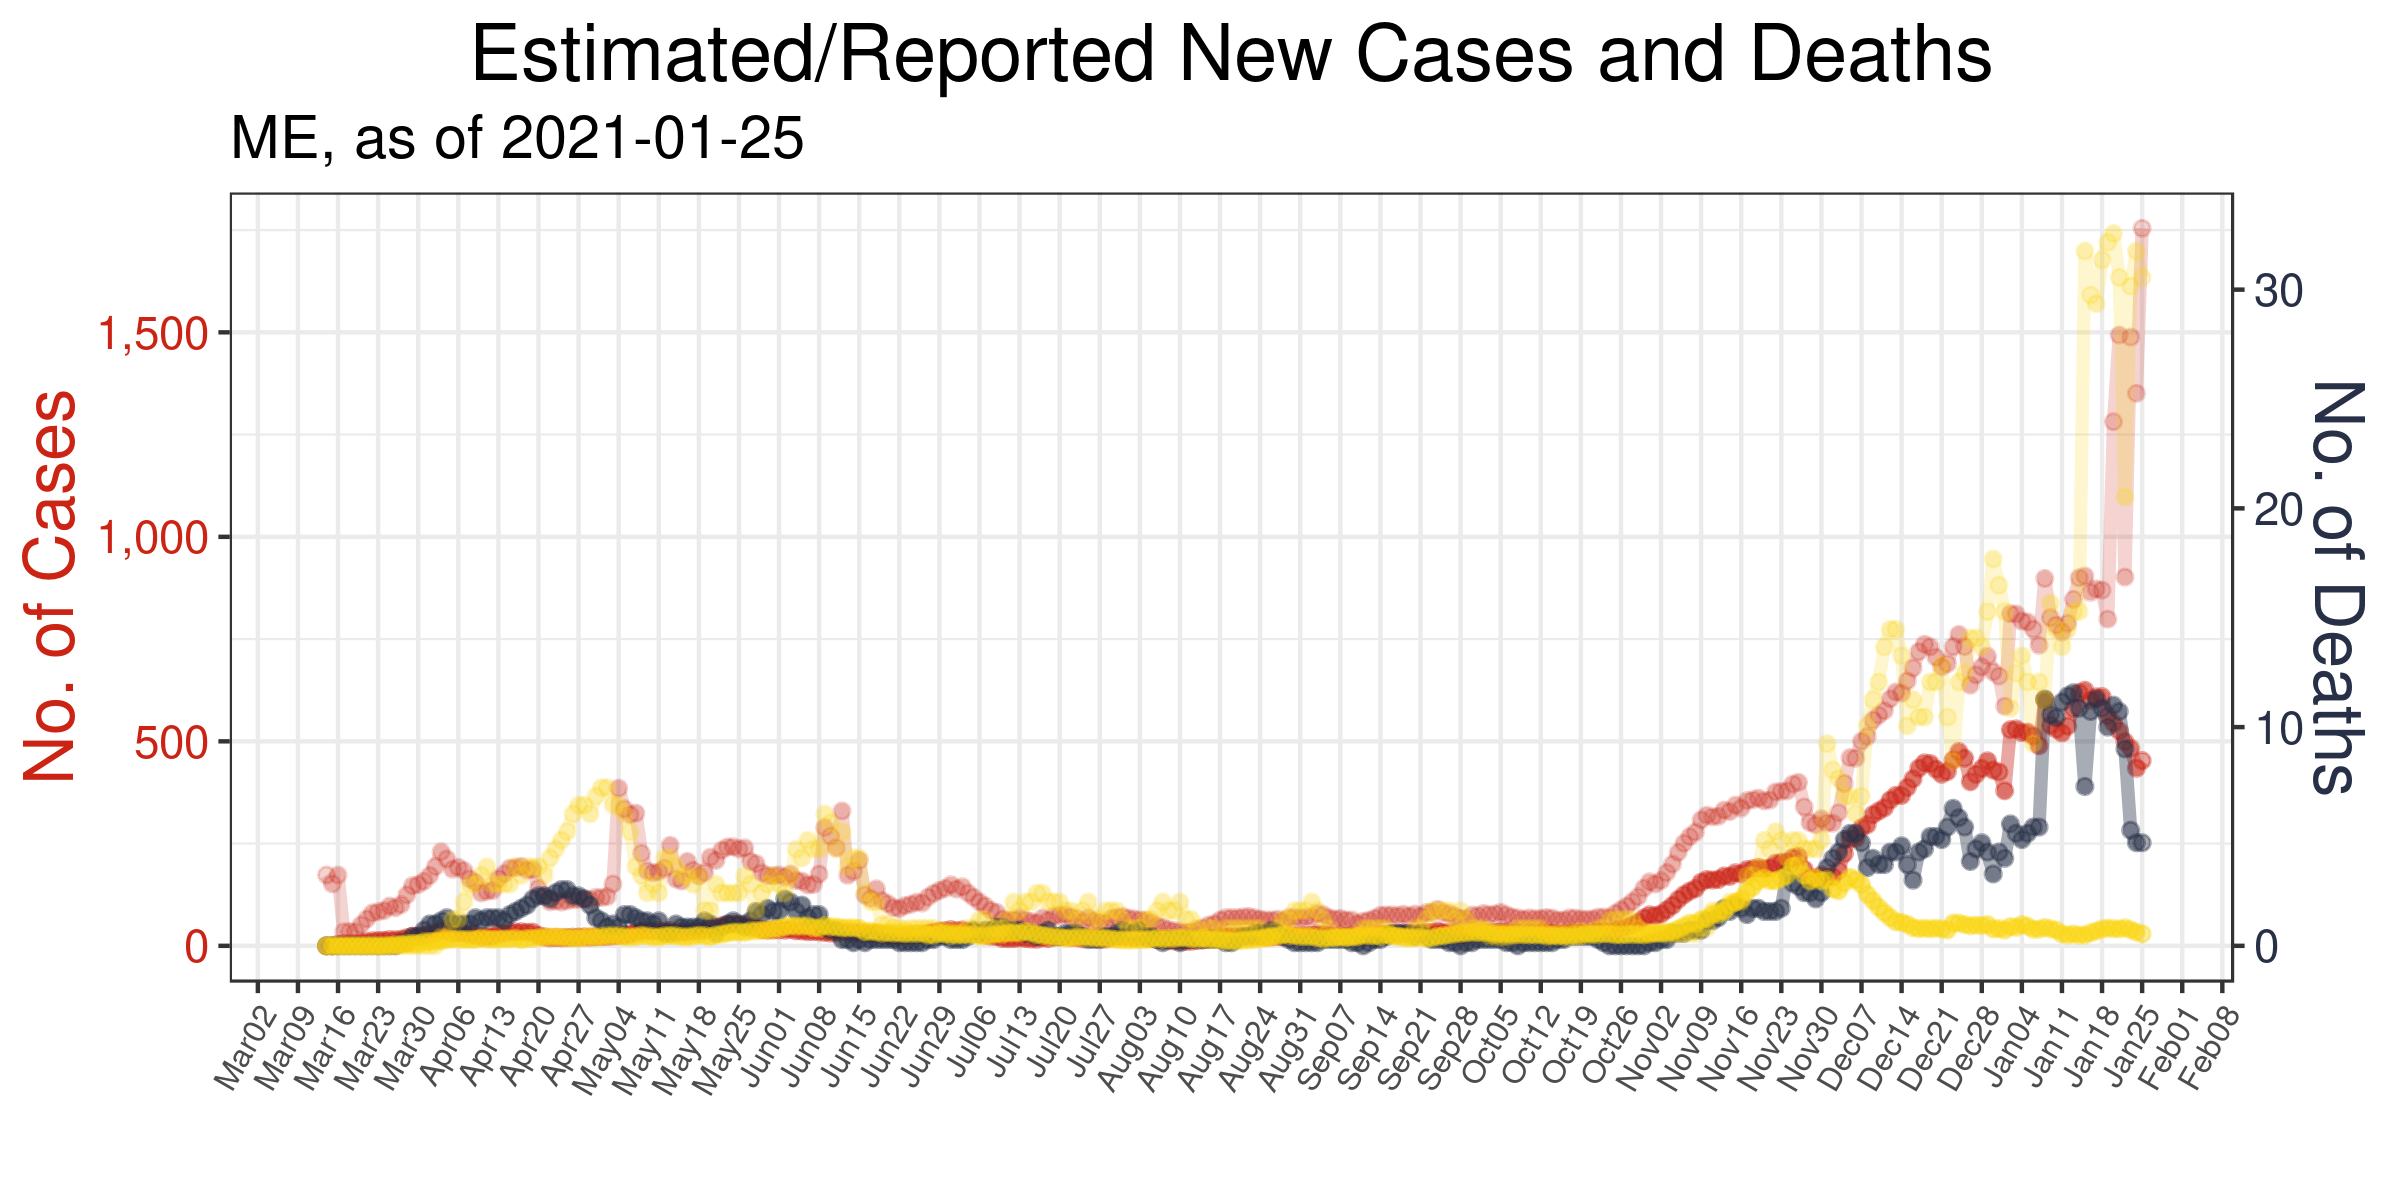 Estimated/Reported New Cases and Deaths
ME, as of 2021-01-25
No. of Cases
1,500
1,000
500
0
30
20
10
0
No. of Deaths
Mar02
Mar09
Mar16
Mar23
Mar30
Apr06
Apr13
Apr20
Apr27
May04
May11
May18
May25
Jun01
Jun08
Jun15
Jun22
Jun29
Jul06
Jul13
Jul20
Jul27
Aug03
Aug10
Aug17
Aug24
Aug31
Sep07
Sep14
Sep21
Sep28
Oct05
Oct12
Oct19
Oct26
Nov02
Nov09
Nov16
Nov23
Nov30
Dec07
Dec14
Dec21
Dec28
Jan04
Jan11
Jan18
Jan25
Feb01
Feb08